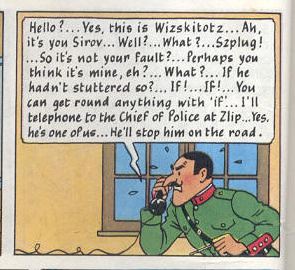 Hello?... Yes, this is Wizskitotz... Ah,
it's you Sirov... Well?... What?... Szplug!
...So it's not your fault?... Perhaps you
think it's mine, eh?... What?... If he
hadn't stuttered so?... If!... If!... You
can get round anything with 'if'... I'll
telephone to the Chief of Police at Zlip...Yes,
he's one of us... He'll stop him on the road.